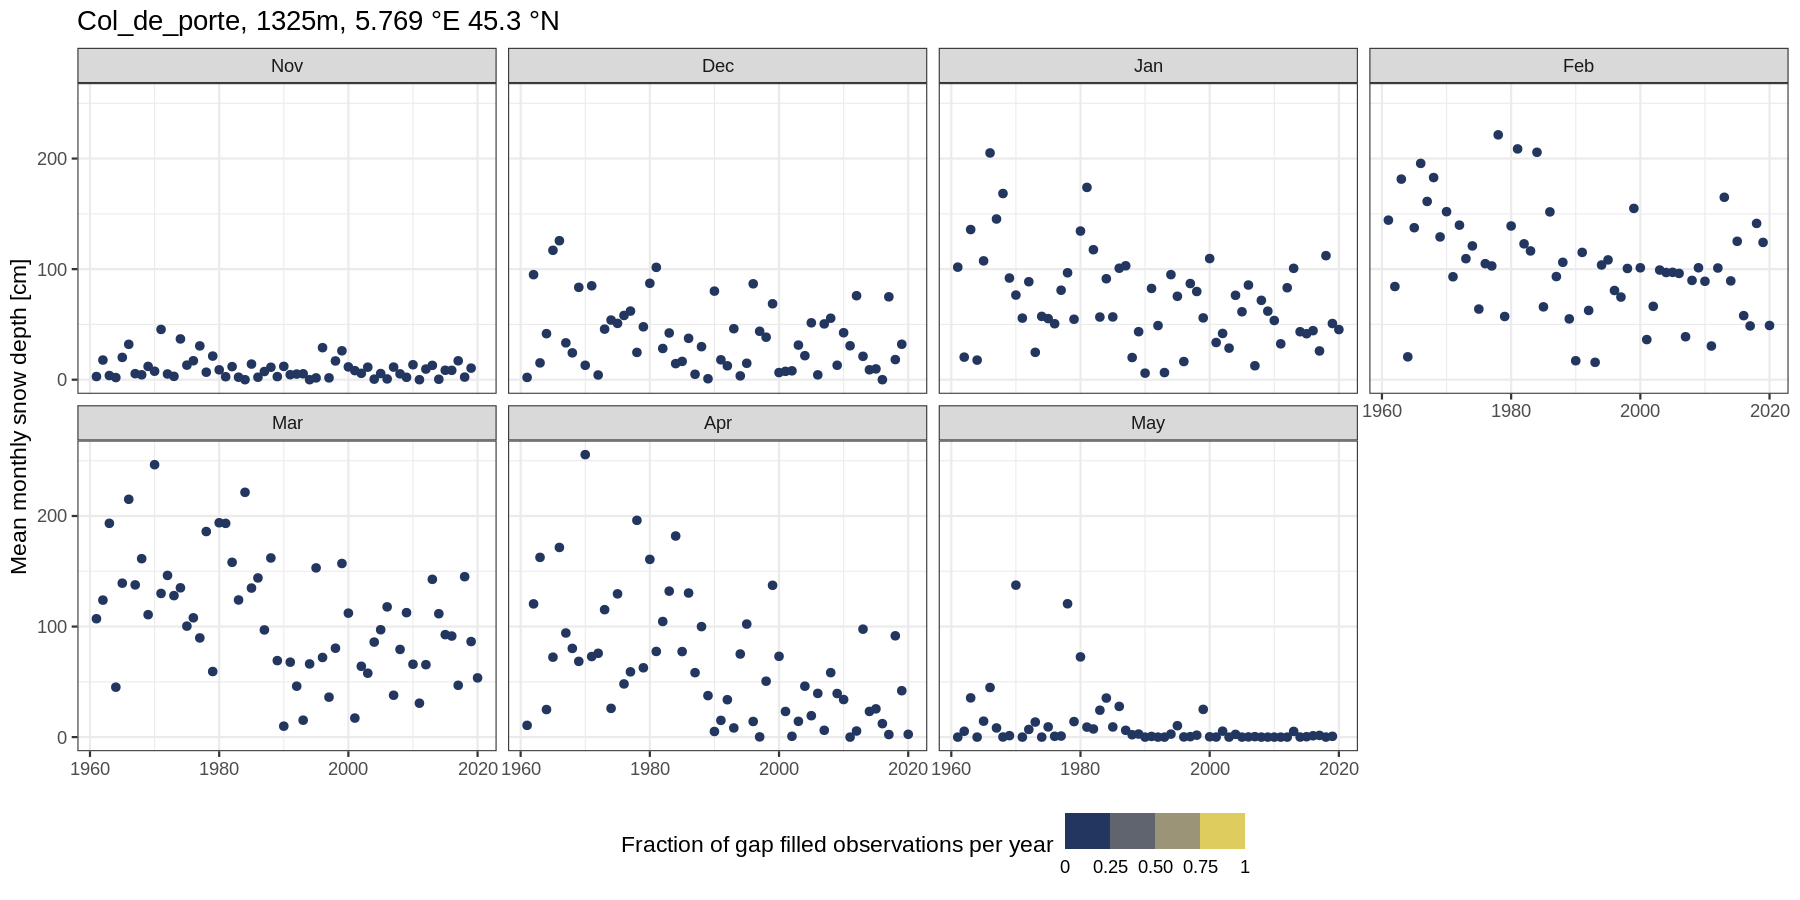 Col_de_porte, 1325m, 5.769 °E 45.3 °N
Nov
Dec
Jan
Feb
200
100
0
1960
1980
2000
2020
Mean monthly snow depth [cm]
Mar
Apr
May
200
100
0
1960
1980
2000
2020
1960
1980
2000
2020
1960
1980
2000
2020
Fraction of gap filled observations per year
0
0.25
0.50
0.75
1